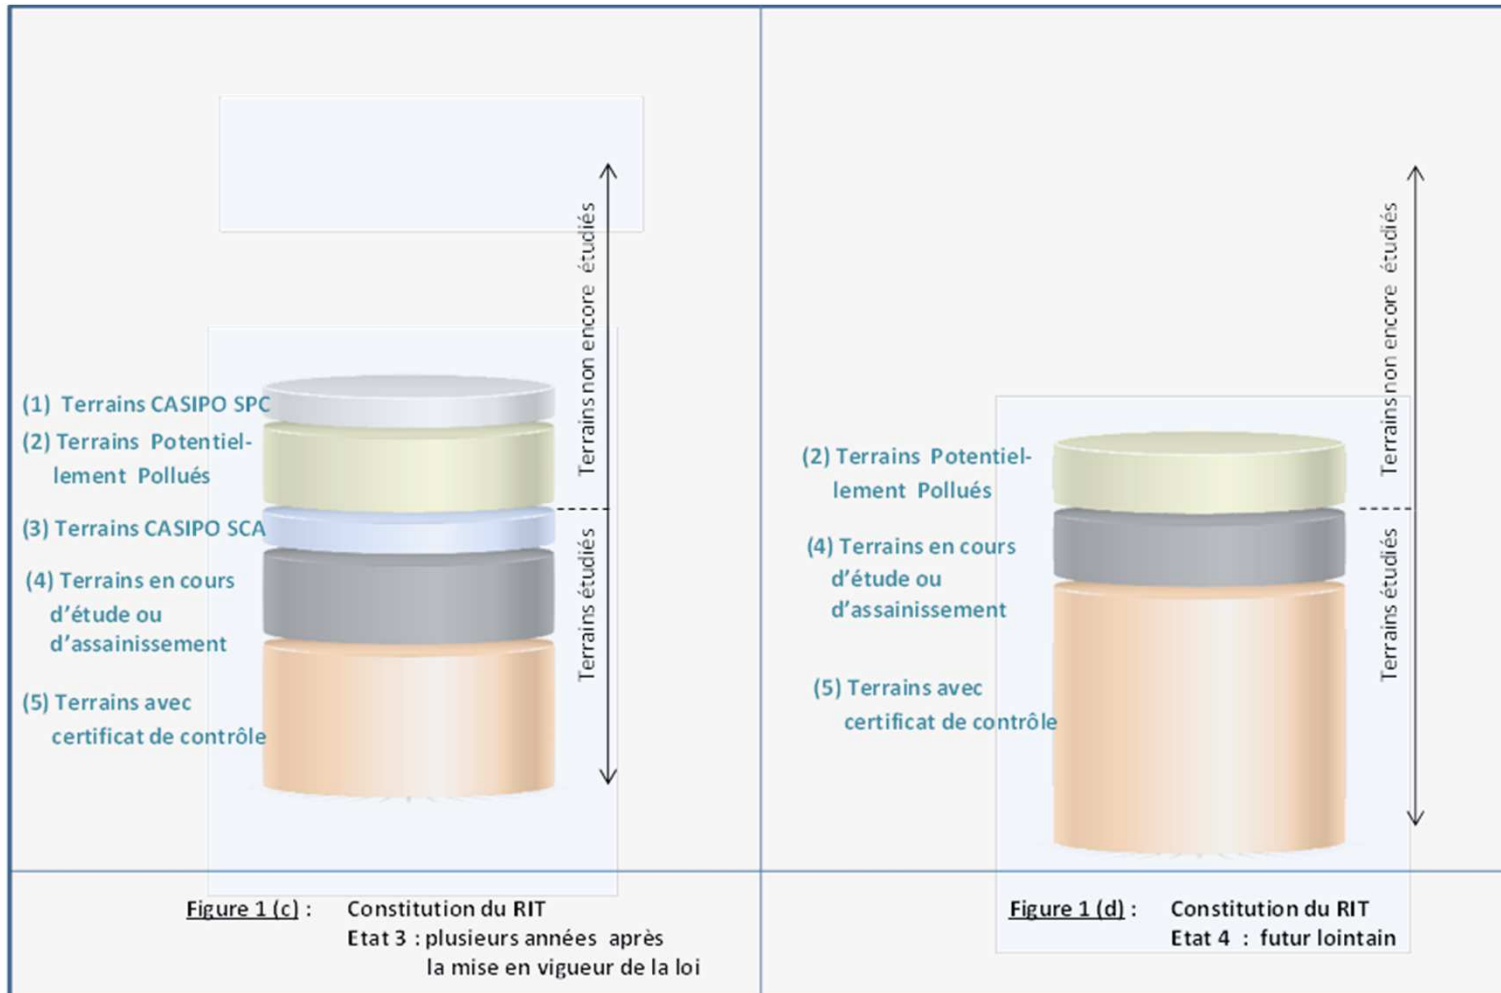 (1) Terrains CASIPO SPC
(2) Terrains Potentiel-
lement Pollués
(3) Terrains CASIPO SCA
(4) Terrains en cours
d'étude ou
d'assainissement
(5) Terrains avec
certificat de contrôle
Terrains non encore étudiés
Terrains étudiés
Figure 1 (c) : Constitution du RIT
Etat 3 : plusieurs années après
la mise en vigueur de la loi
(2) Terrains Potentiel-
lement Pollués
(4) Terrains en cours
d'étude ou
d'assainissement
(5) Terrains avec
certificat de contrôle
Terrains non encore étudiés
Terrains étudiés
Figure 1 (d) : Constitution du RIT
Etat 4 : futur lointain